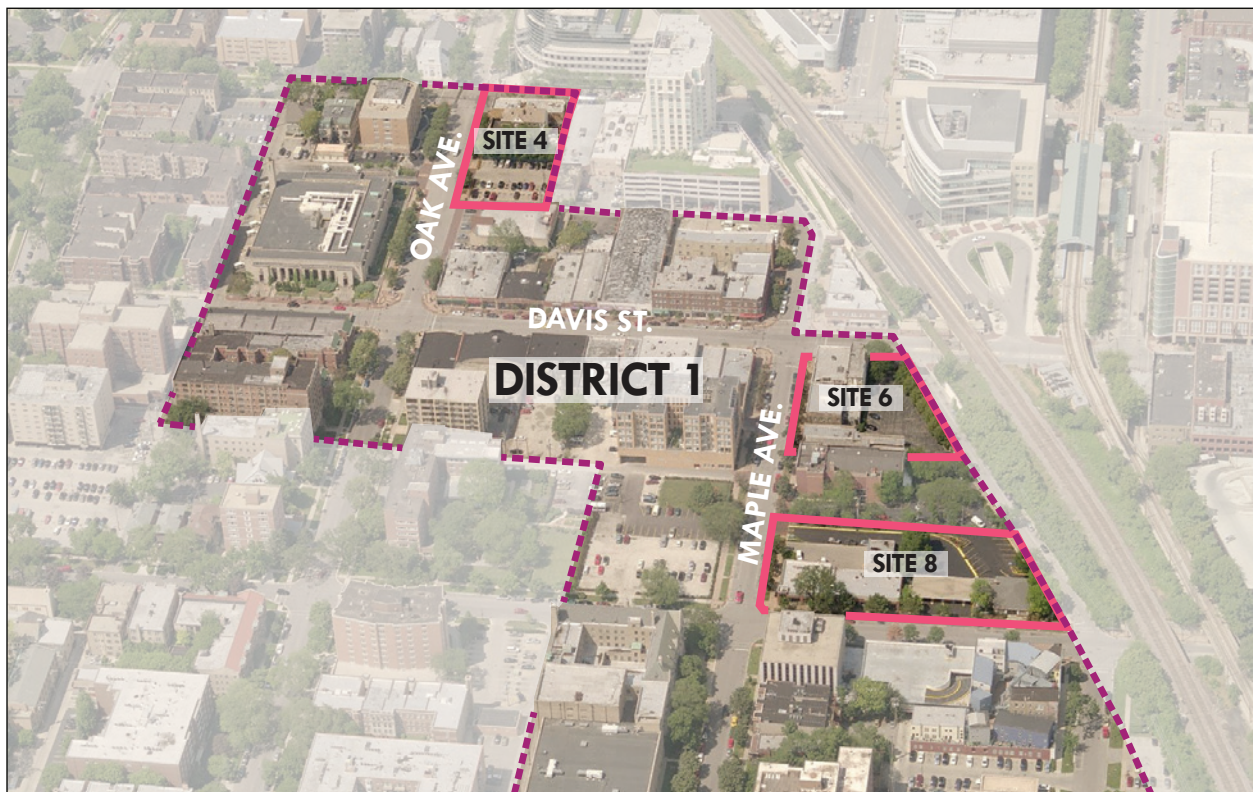 SITE 4
OAK AVE.
DAVIS ST.
DISTRICT 1
SITE 6
MAPLE AVE.
SITE 8